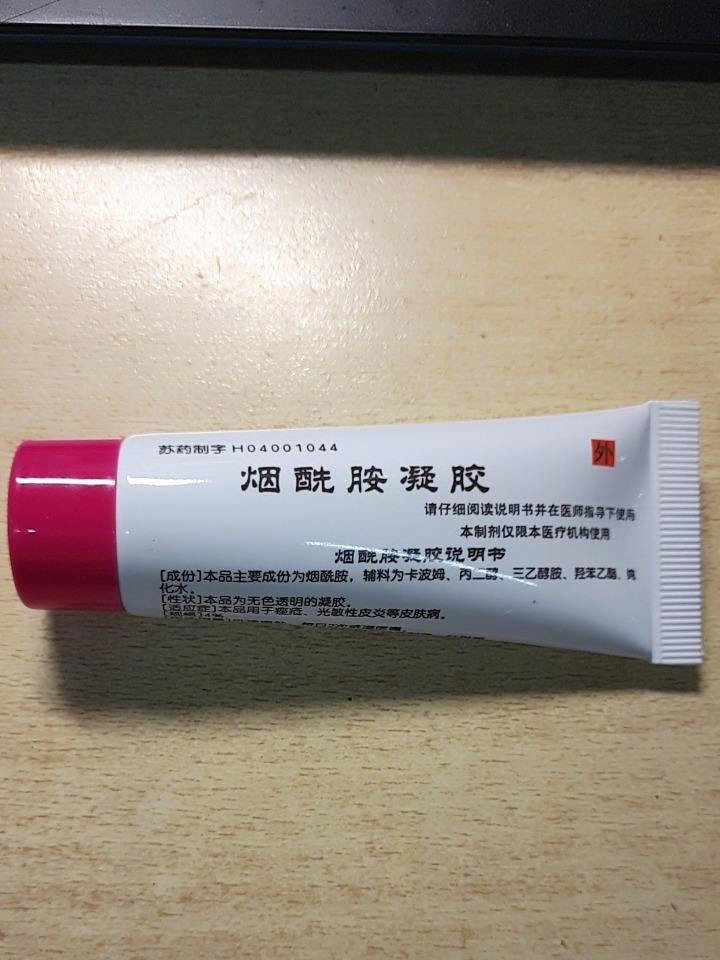 苏药制字H04001044
外
烟酰胺凝胶
请仔细阅读说明书并在医师指导下使用
本制剂仅限本医疗机构使用
烟酰胺凝胶说明书
[成份]本品主要成份为烟酰胺，辅料为卡波姆、丙二醇、三乙醇胺、羟苯乙酯、纯
化水。
[性状]本品为无色透明的凝胶。
[适应症]本品用于痤疮、光敏性皮炎等皮肤病。